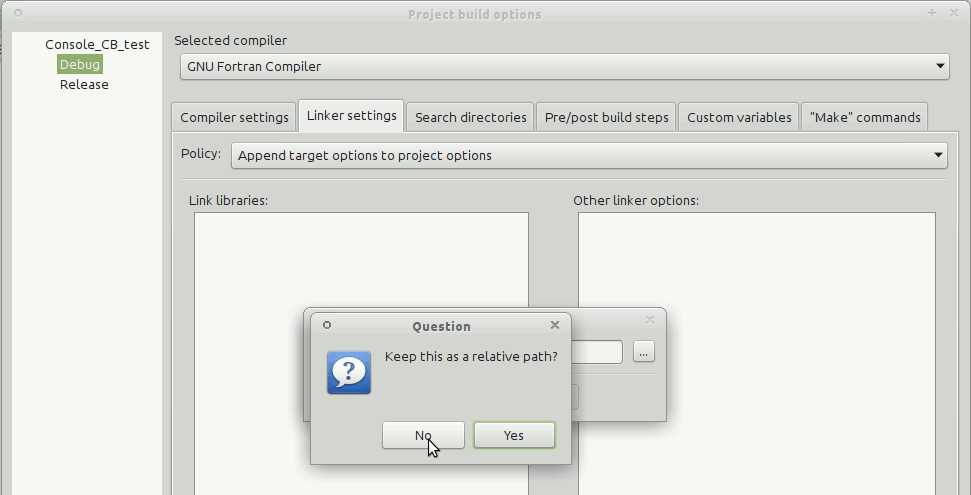 Project build options
Console_CB_test
Debug
Release
Selected compiler
GNU Fortran Compiler
Compiler settings
Linker settings
Search directories
Pre/post build steps
Custom variables
"Make" commands
Policy:
Append target options to project options
Link libraries:
Other linker options:
Question
Keep this as a relative path?
...
No
Yes